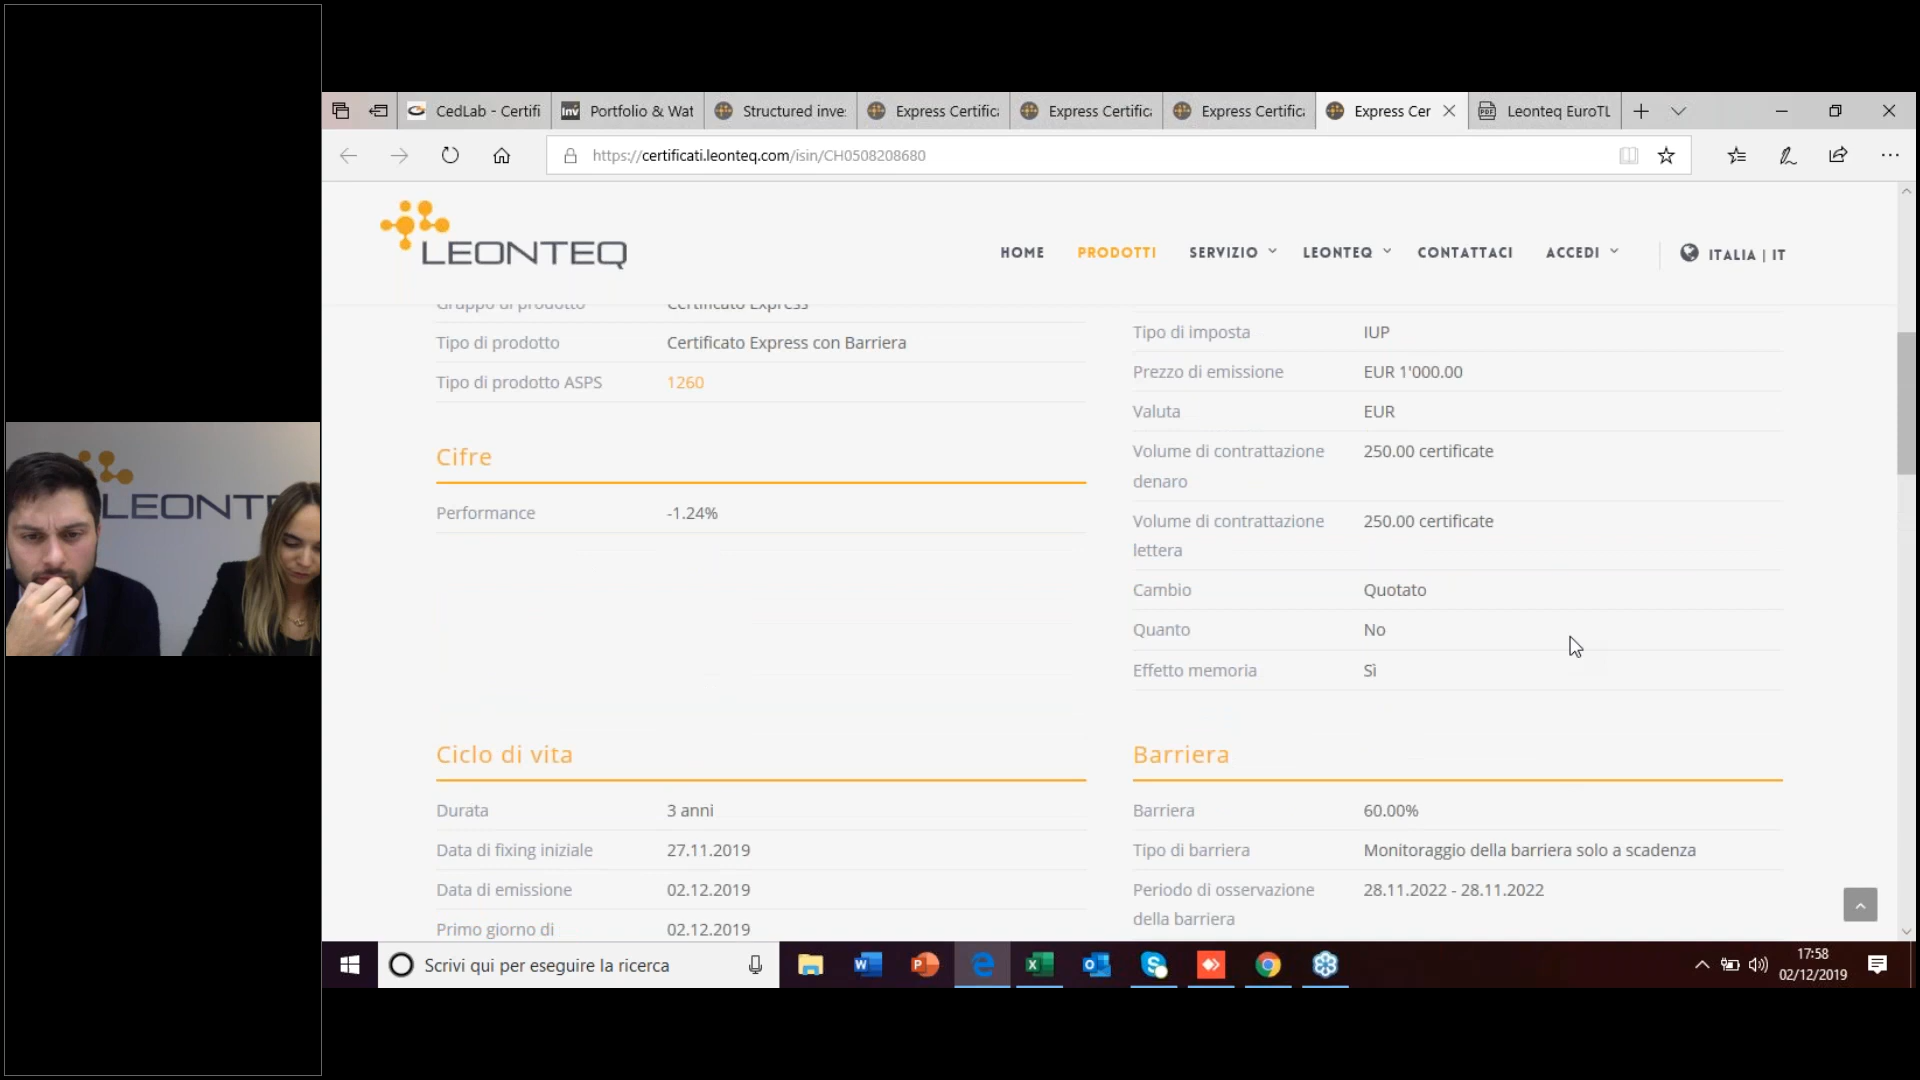 CedLab - Certifi
Portfolio & Wat
Structured inve
Express Certific
Express Certific
Express Certific
Express Cer
Leonteq EuroTL
https://certificati.leonteq.com/isin/CH0508208680
LEONTEQ
HOME
PRODOTTI
SERVIZIO
LEONTEQ
CONTATTACI
ACCEDI
ITALIA | IT
Gruppo di prodotto
Certificato Express
Tipo di prodotto
Certificato Express con Barriera
Tipo di prodotto ASPS
1260
Cifre
Performance
-1.24%
Tipo di imposta
IUP
Prezzo di emissione
EUR 1'000.00
Valuta
EUR
Volume di contrattazione
denaro
250.00 certificate
Volume di contrattazione
lettera
250.00 certificate
Cambio
Quotato
Quanto
No
Effetto memoria
Sì
Ciclo di vita
Durata
3 anni
Data di fixing iniziale
27.11.2019
Data di emissione
02.12.2019
Primo giorno di
02.12.2019
Barriera
Barriera
60.00%
Tipo di barriera
Monitoraggio della barriera solo a scadenza
Periodo di osservazione
della barriera
28.11.2022 - 28.11.2022
LEONTEQ
Scrivi qui per eseguire la ricerca
17:58
02/12/2019